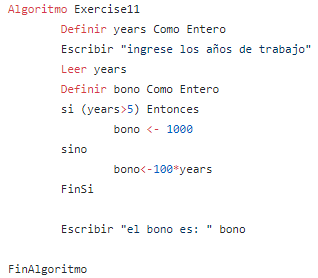 Algoritmo Exercise11
Definir years Como Entero
Escribir "ingrese los años de trabajo"
Leer years
Definir bono Como Entero
si (years>5) Entonces
bono <- 1000
sino
bono<-100*years
FinSi
Escribir "el bono es: " bono
FinAlgoritmo